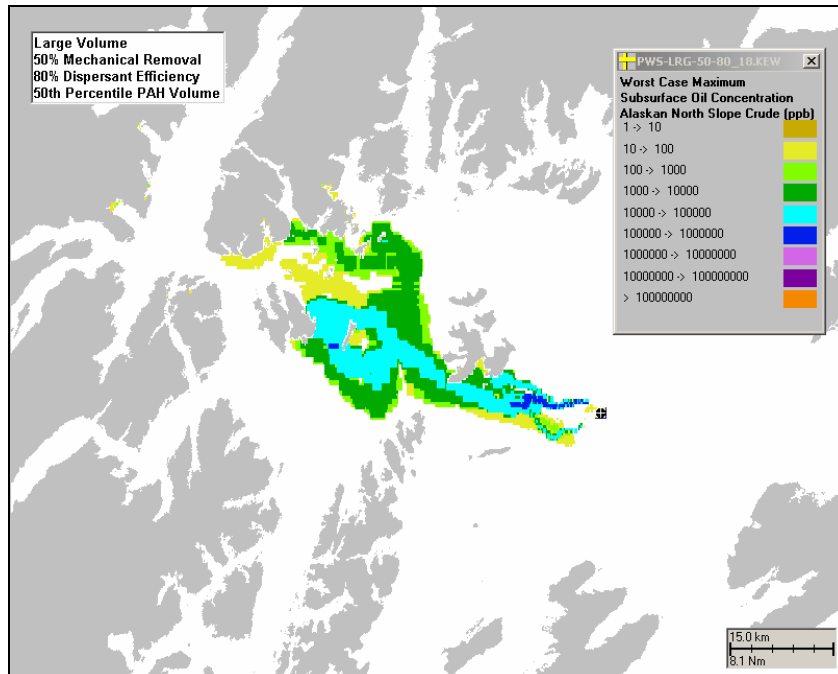 Large Volume
50% Mechanical Removal
80% Dispersant Efficiency
50th Percentile PAH Volume
PWS-LRG-50-80_18.KEW
Worst Case Maximum
Subsurface Oil Concentration
Alaskan North Slope Crude (ppb)
1 -> 10
10 -> 100
100 -> 1000
1000 -> 10000
10000 -> 100000
100000 -> 1000000
1000000 -> 10000000
10000000 -> 100000000
> 100000000
15.0 km
8.1 Nm